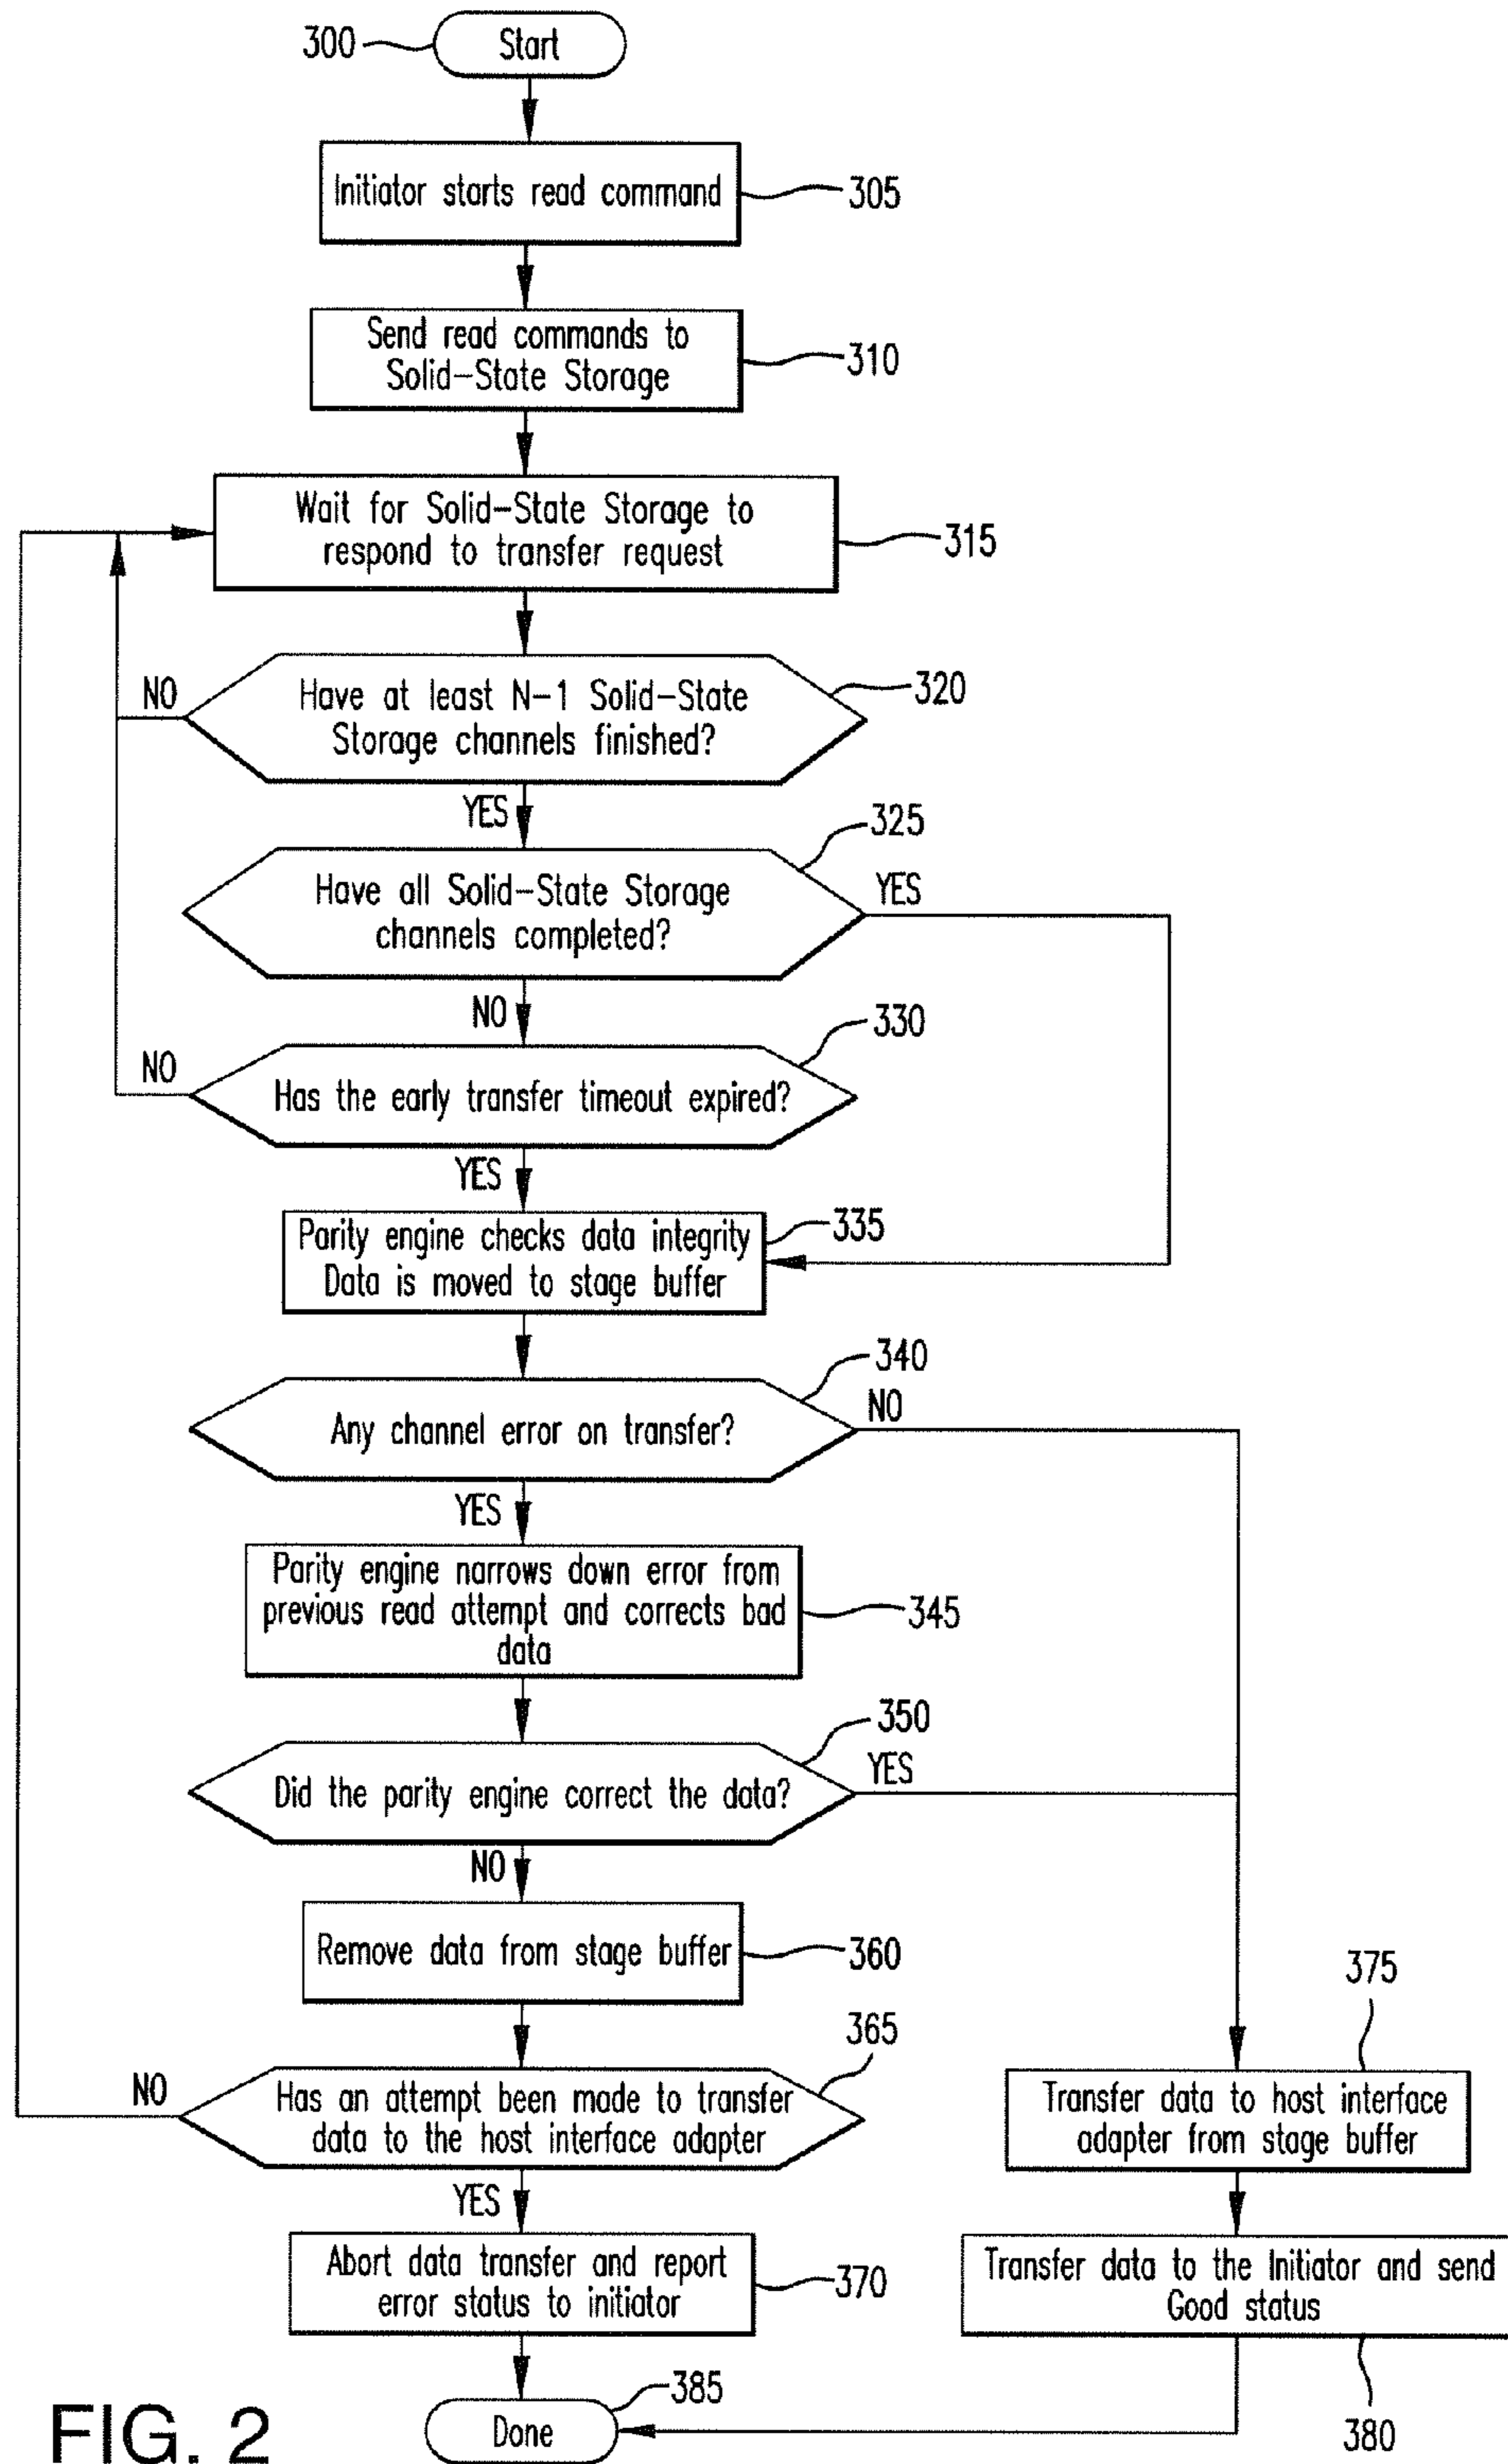 300
Start
Initiator starts read command
305
Send read commands to
Solid-State Storage
310
Wait for Solid-State Storage to
respond to transfer request
315
NO
Have at least N-1 Solid-State
Storage channels finished?
320
YES
325
Have all Solid-State Storage
channels completed?
YES
NO
330
NO
Has the early transfer timeout expired?
YES
Parity engine checks data integrity
Data is moved to stage buffer
335
340
Any channel error on transfer?
NO
YES
Parity engine narrows down error from
previous read attempt and corrects bad
data
345
350
Did the parity engine correct the data?
YES
NO
Remove data from stage buffer
360
365
NO
Has an attempt been made to transfer
data to the host interface adapter
YES
375
Transfer data to host interface
adapter from stage buffer
Abort data transfer and report
error status to initiator
370
Transfer data to the Initiator and send
Good status
380
385
Done
FIG. 2